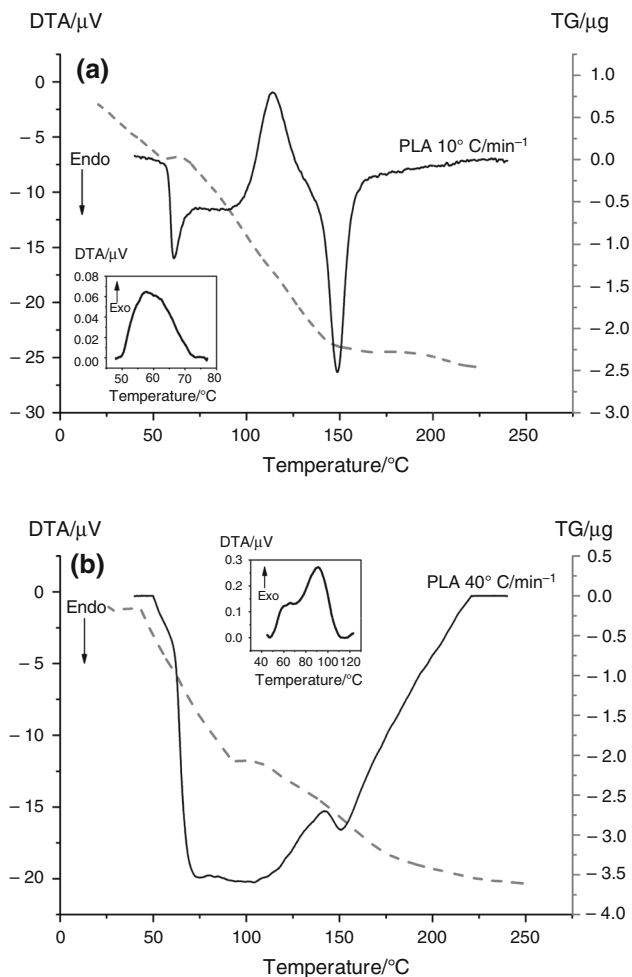 DTA/μV TG/μg
(a)
0
– 5
– 10
– 15
– 20
– 25
– 30
1.0
0.5
0.0
– 0.5
– 1.0
– 1.5
– 2.0
– 2.5
– 3.0
Endo
PLA 10° C/min⁻¹
DTA/μV
0.08
0.06
0.04
0.02
0.00
Exo
50 60 70 80
Temperature/°C
0 50 100 150 200 250
Temperature/°C
DTA/μV TG/μg
(b)
0
– 5
– 10
– 15
– 20
0.5
0.0
– 0.5
– 1.0
– 1.5
– 2.0
– 2.5
– 3.0
– 3.5
– 4.0
Endo
PLA 40° C/min⁻¹
DTA/μV
0.3
0.2
0.1
0.0
Exo
40 60 80 100 120
Temperature/°C
0 50 100 150 200 250
Temperature/°C